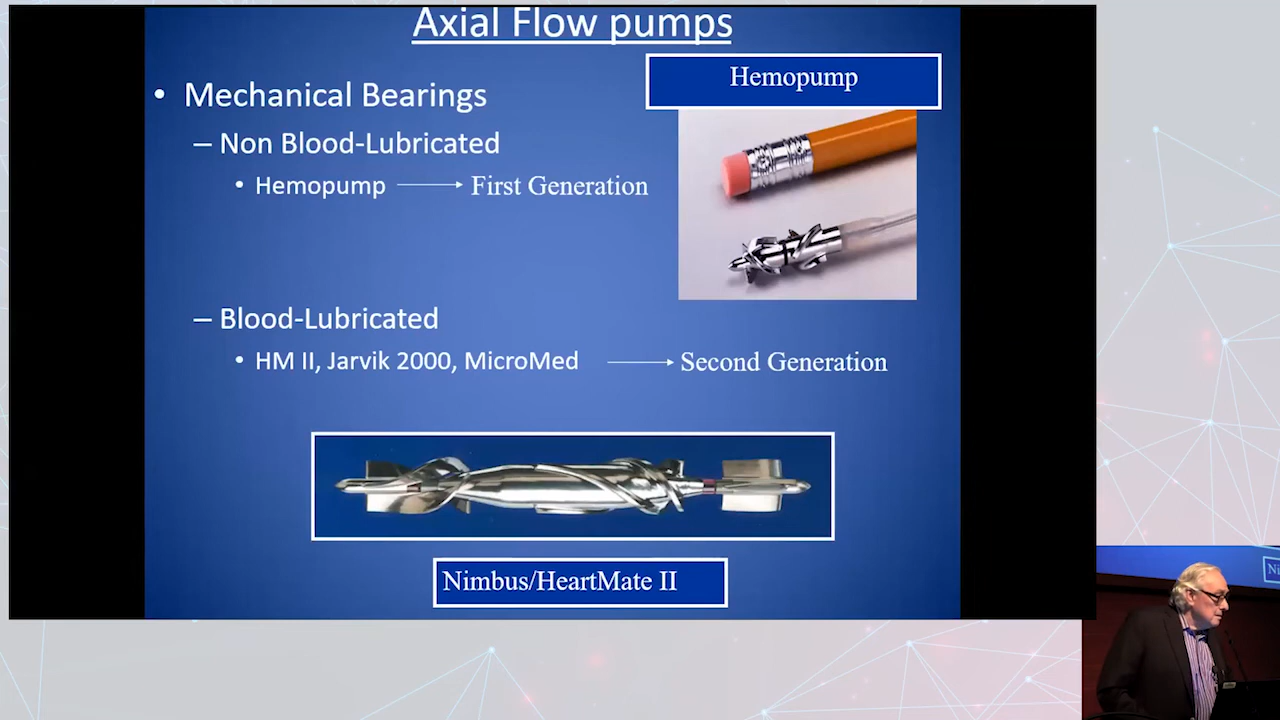 Axial Flow pumps
Hemopump
• Mechanical Bearings
– Non Blood-Lubricated
• Hemopump
First Generation
– Blood-Lubricated
• HM II, Jarvik 2000, MicroMed
Second Generation
Nimbus/HeartMate II
Ni